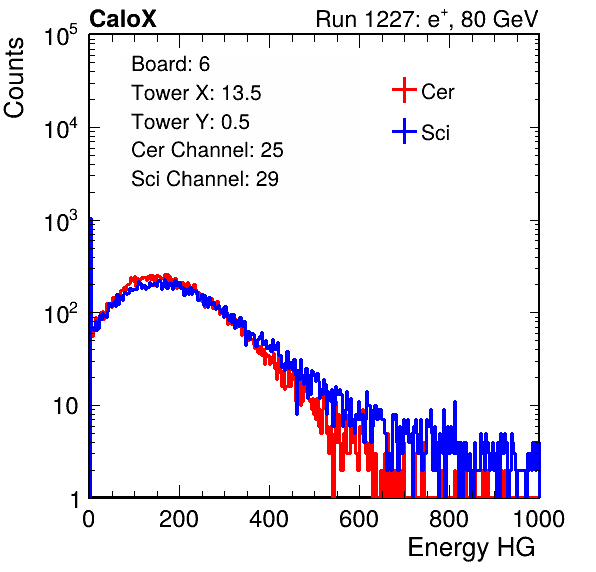 CaloX Run 1227: e⁺, 80 GeV
Counts
Board: 6
Tower X: 13.5
Tower Y: 0.5
Cer Channel: 25
Sci Channel: 29
Cer
Sci
10⁵
10⁴
10³
10²
10
1
0 200 400 600 800 1000
Energy HG